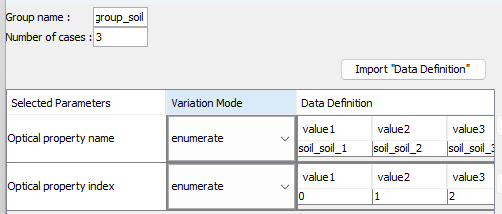 Group name : group_soil
Number of cases : 3
Import "Data Definition"
Selected Parameters Variation Mode Data Definition
Optical property name enumerate value1 value2 value3
soil_soil_1 soil_soil_2 soil_soil_3
Optical property index enumerate value1 value2 value3
0 1 2